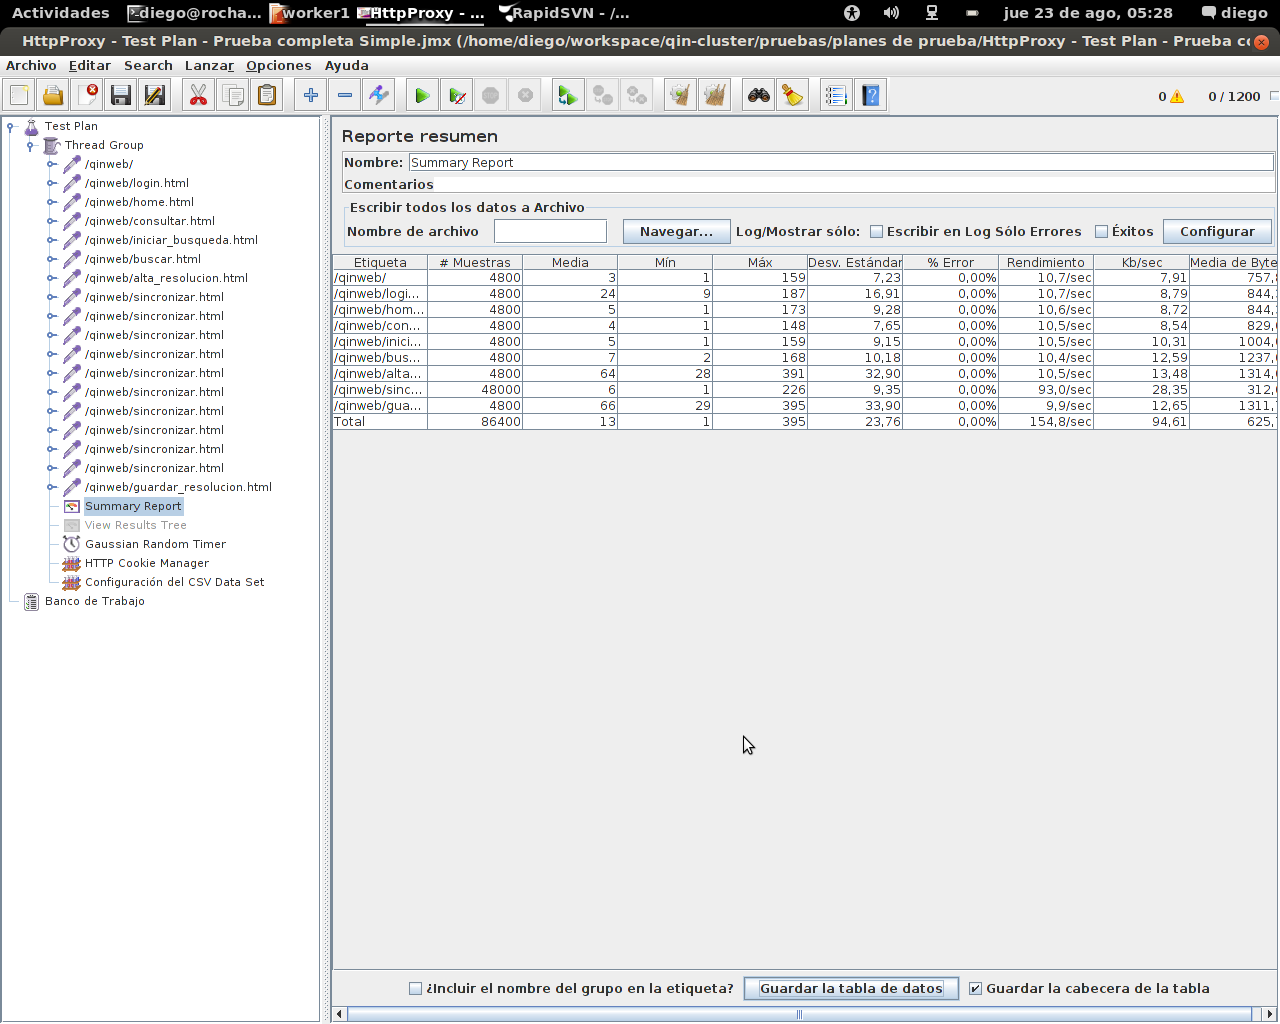 Actividades diego@rocha... worker1 HttpProxy - ... RapidSVN - /... jue 23 de ago, 05:28 diego
HttpProxy - Test Plan - Prueba completa Simple.jmx (/home/diego/workspace/qin-cluster/pruebas/planes de prueba/HttpProxy - Test Plan - Prueba co
Archivo Editar Search Lanzar Opciones Ayuda
0 0 / 1200
Test Plan
Thread Group
/qinweb/
/qinweb/login.html
/qinweb/home.html
/qinweb/consultar.html
/qinweb/iniciar_busqueda.html
/qinweb/buscar.html
/qinweb/alta_resolucion.html
/qinweb/sincronizar.html
/qinweb/sincronizar.html
/qinweb/sincronizar.html
/qinweb/sincronizar.html
/qinweb/sincronizar.html
/qinweb/sincronizar.html
/qinweb/sincronizar.html
/qinweb/sincronizar.html
/qinweb/sincronizar.html
/qinweb/sincronizar.html
/qinweb/guardar_resolucion.html
Summary Report
View Results Tree
Gaussian Random Timer
HTTP Cookie Manager
Configuración del CSV Data Set
Banco de Trabajo
Reporte resumen
Nombre: Summary Report
Comentarios
Escribir todos los datos a Archivo
Nombre de archivo Navegar... Log/Mostrar sólo: Escribir en Log Sólo Errores Éxitos Configurar
Etiqueta # Muestras Media Mín Máx Desv. Estándar % Error Rendimiento Kb/sec Media de Byte
/qinweb/ 4800 3 1 159 7,23 0,00% 10,7/sec 7,91 757,
/qinweb/logi... 4800 24 9 187 16,91 0,00% 10,7/sec 8,79 844,
/qinweb/hom... 4800 5 1 173 9,28 0,00% 10,6/sec 8,72 844,
/qinweb/con... 4800 4 1 148 7,65 0,00% 10,5/sec 8,54 829,
/qinweb/inici... 4800 5 1 159 9,15 0,00% 10,5/sec 10,31 1004,
/qinweb/bus... 4800 7 2 168 10,18 0,00% 10,4/sec 12,59 1237,
/qinweb/alta... 4800 64 28 391 32,90 0,00% 10,5/sec 13,48 1314,
/qinweb/sinc... 48000 6 1 226 9,35 0,00% 93,0/sec 28,35 312,
/qinweb/gua... 4800 66 29 395 33,90 0,00% 9,9/sec 12,65 1311,
Total 86400 13 1 395 23,76 0,00% 154,8/sec 94,61 625,
¿Incluir el nombre del grupo en la etiqueta? Guardar la tabla de datos Guardar la cabecera de la tabla